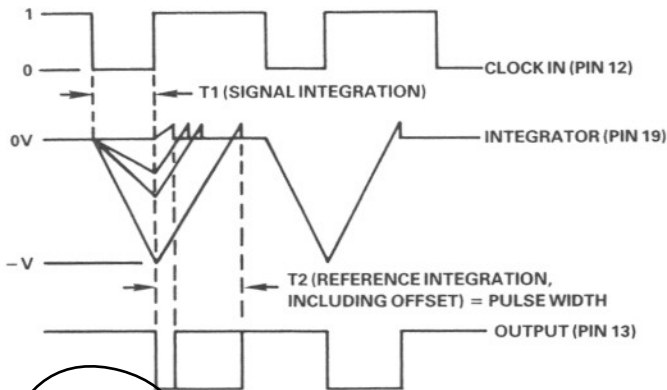 1
0
CLOCK IN (PIN 12)
T1 (SIGNAL INTEGRATION)
0V
INTEGRATOR (PIN 19)
–V
T2 (REFERENCE INTEGRATION,
INCLUDING OFFSET) = PULSE WIDTH
OUTPUT (PIN 13)